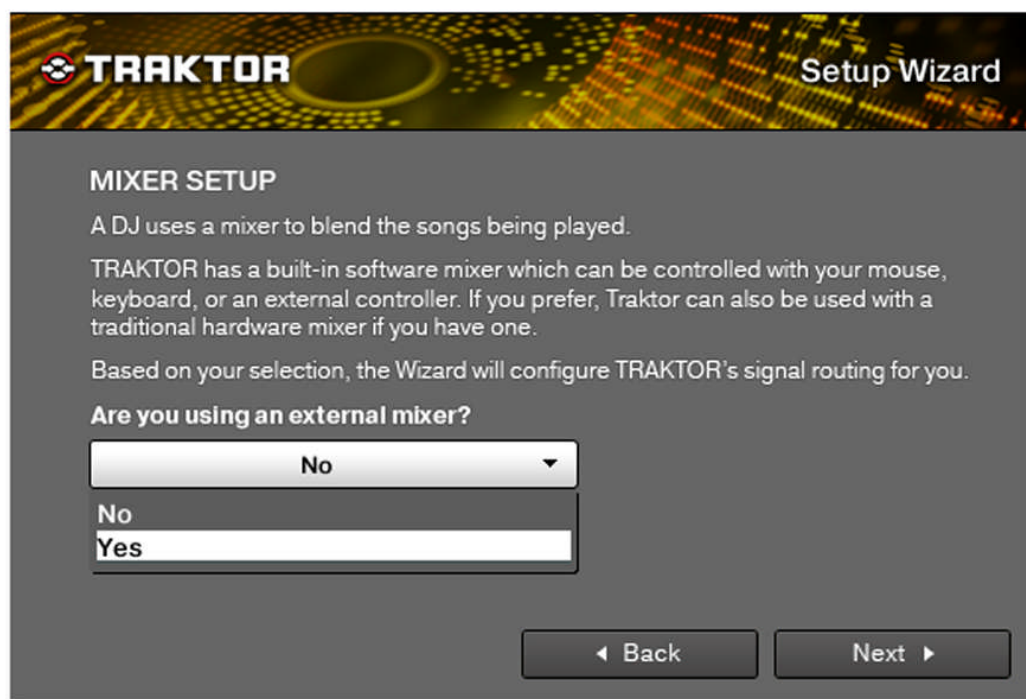 TRAKTOR
Setup Wizard
MIXER SETUP
A DJ uses a mixer to blend the songs being played.
TRAKTOR has a built-in software mixer which can be controlled with your mouse,
keyboard, or an external controller. If you prefer, Traktor can also be used with a
traditional hardware mixer if you have one.
Based on your selection, the Wizard will configure TRAKTOR's signal routing for you.
Are you using an external mixer?
No
No
Yes
Back
Next